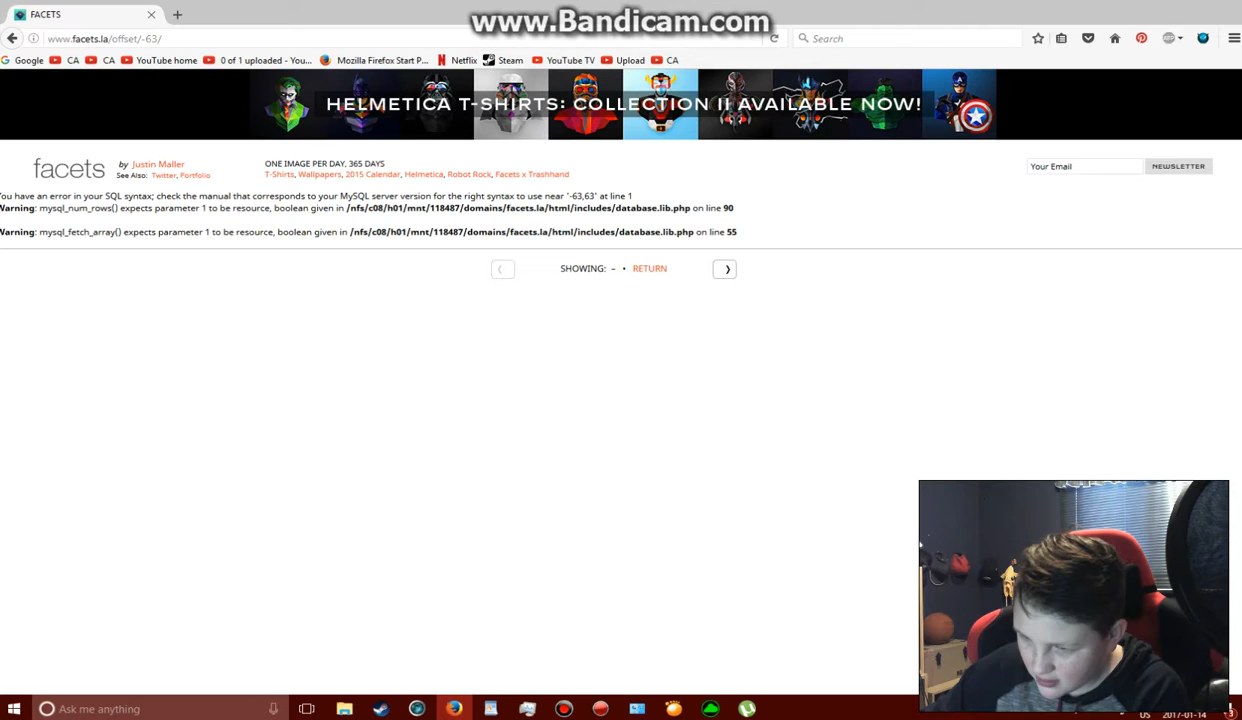 FACETS
www.Bandicam.com
www.facets.la/offset/-63/
Search
Google CA CA YouTube home 0 of 1 uploaded - You... Mozilla Firefox Start P... Netflix Steam YouTube TV Upload CA
HELMETICA T-SHIRTS: COLLECTION II AVAILABLE NOW!
facets
by Justin Maller
See Also: Twitter, Portfolio
ONE IMAGE PER DAY, 365 DAYS
T-Shirts, Wallpapers, 2015 Calendar, Helmetica, Robot Rock, Facets x Trashhand
Your Email NEWSLETTER
You have an error in your SQL syntax; check the manual that corresponds to your MySQL server version for the right syntax to use near '-63,63' at line 1
Warning: mysql_num_rows() expects parameter 1 to be resource, boolean given in /nfs/c08/h01/mnt/118487/domains/facets.la/html/includes/database.lib.php on line 90
Warning: mysql_fetch_array() expects parameter 1 to be resource, boolean given in /nfs/c08/h01/mnt/118487/domains/facets.la/html/includes/database.lib.php on line 55
SHOWING: – • RETURN
Ask me anything
US 2017-01-14